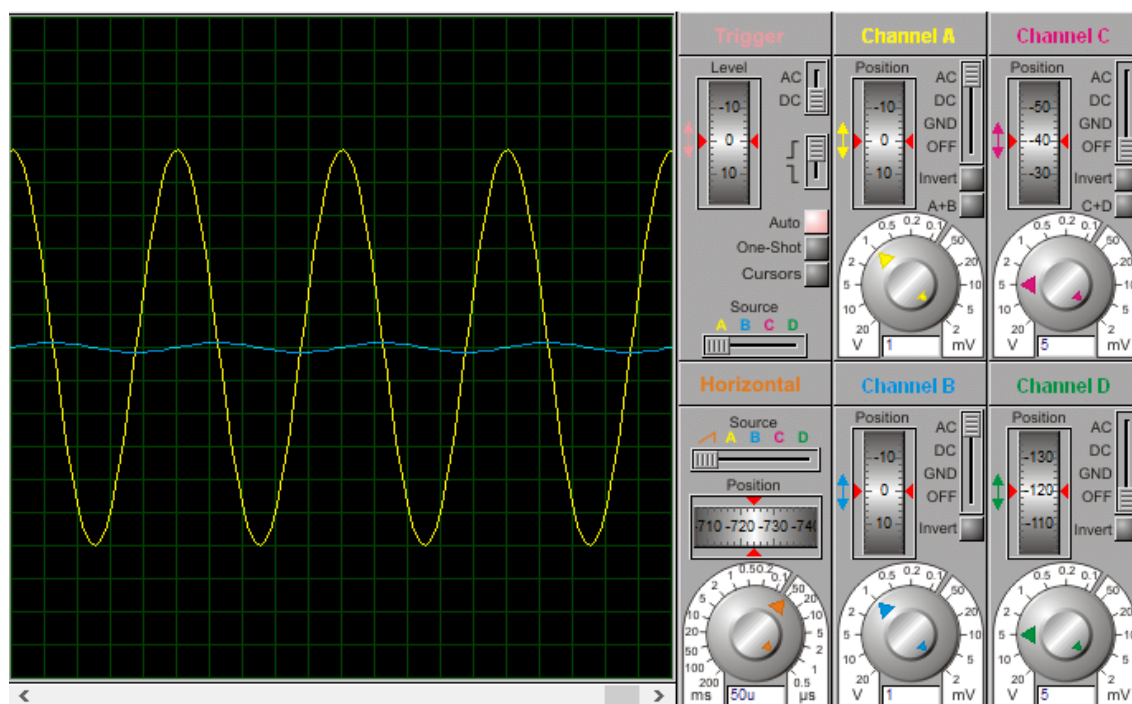 Trigger
Level
AC
DC
-10
0
10
Auto
One-Shot
Cursors
Source
A B C D
Channel A
Position
AC
DC
GND
OFF
-10
0
10
Invert
A+B
20 10 5 2 1 0.5 0.2 0.1 50 20 10 5 2
V 1 mV
Channel C
Position
AC
DC
GND
OFF
-50
-40
-30
Invert
C+D
20 10 5 2 1 0.5 0.2 0.1 50 20 10 5 2
V 5 mV
Horizontal
Source
A B C D
Position
-710 -720 -730 -740
200 100 50 20 10 5 2 1 0.5 0.2 0.1 50 20 10 5 2 1 0.5
ms 50u µs
Channel B
Position
AC
DC
GND
OFF
-10
0
10
Invert
20 10 5 2 1 0.5 0.2 0.1 50 20 10 5 2
V 1 mV
Channel D
Position
AC
DC
GND
OFF
-130
-120
-110
Invert
20 10 5 2 1 0.5 0.2 0.1 50 20 10 5 2
V 5 mV